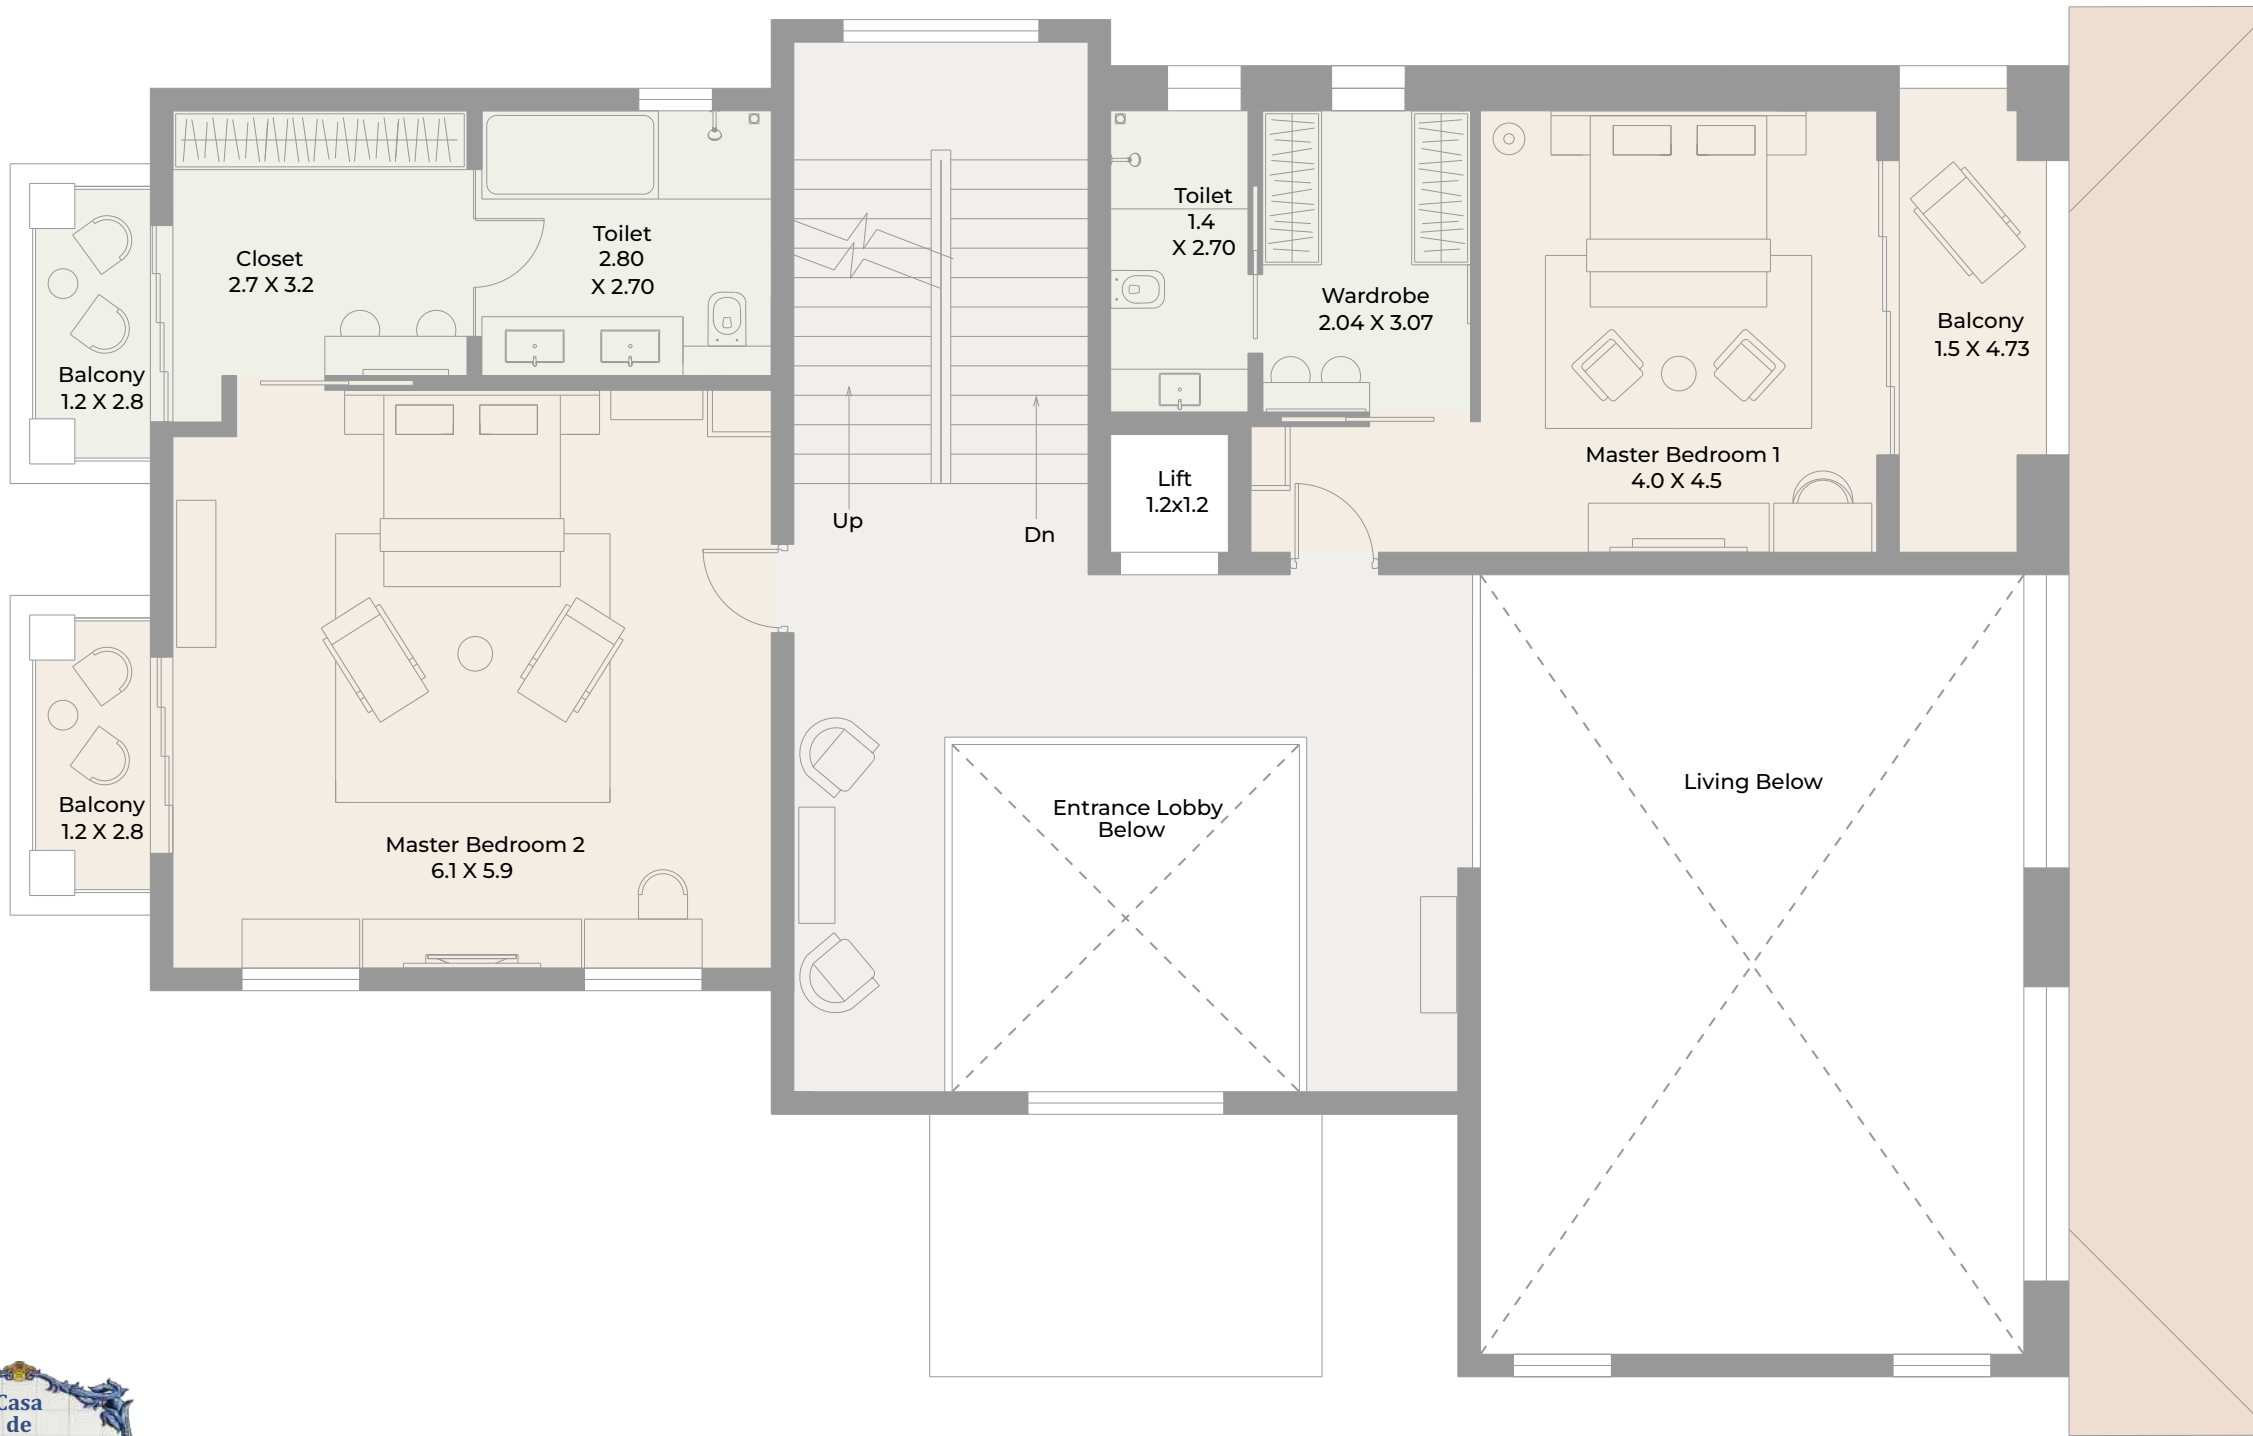 Closet
2.7 X 3.2
Toilet
2.80
X 2.70
Balcony
1.2 X 2.8
Toilet
1.4
X 2.70
Wardrobe
2.04 X 3.07
Balcony
1.5 X 4.73
Master Bedroom 1
4.0 X 4.5
Lift
1.2x1.2
Up
Dn
Balcony
1.2 X 2.8
Master Bedroom 2
6.1 X 5.9
Entrance Lobby
Below
Living Below
Casa
de